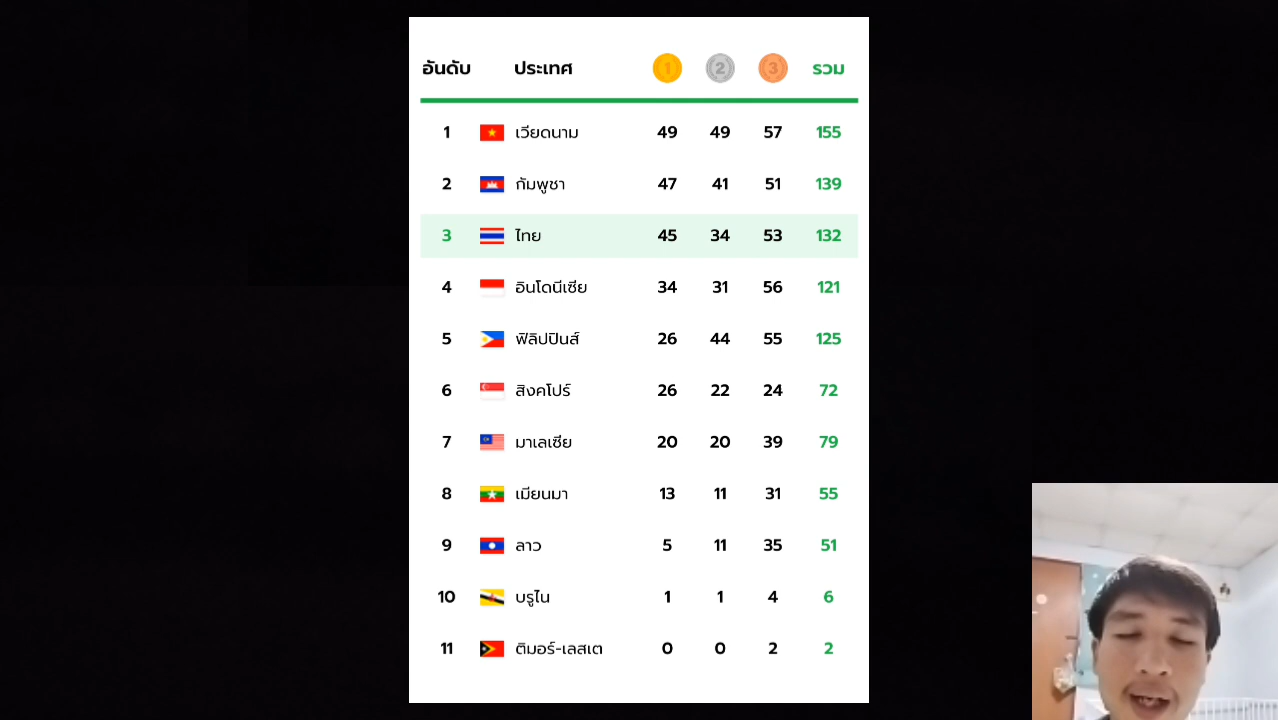 อันดับ ประเทศ 1 2 3 รวม
1 เวียดนาม 49 49 57 155
2 กัมพูชา 47 41 51 139
3 ไทย 45 34 53 132
4 อินโดนีเซีย 34 31 56 121
5 ฟิลิปปินส์ 26 44 55 125
6 สิงคโปร์ 26 22 24 72
7 มาเลเซีย 20 20 39 79
8 เมียนมา 13 11 31 55
9 ลาว 5 11 35 51
10 บรูไน 1 1 4 6
11 ติมอร์-เลสเต 0 0 2 2